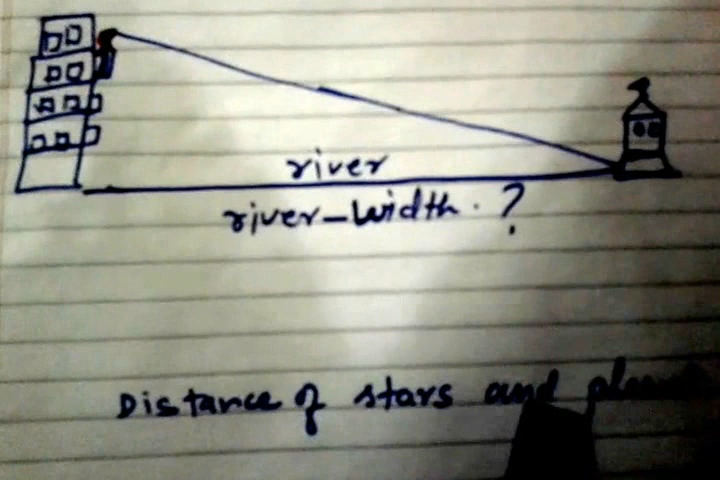 river
river-width. ?
Distance of stars and